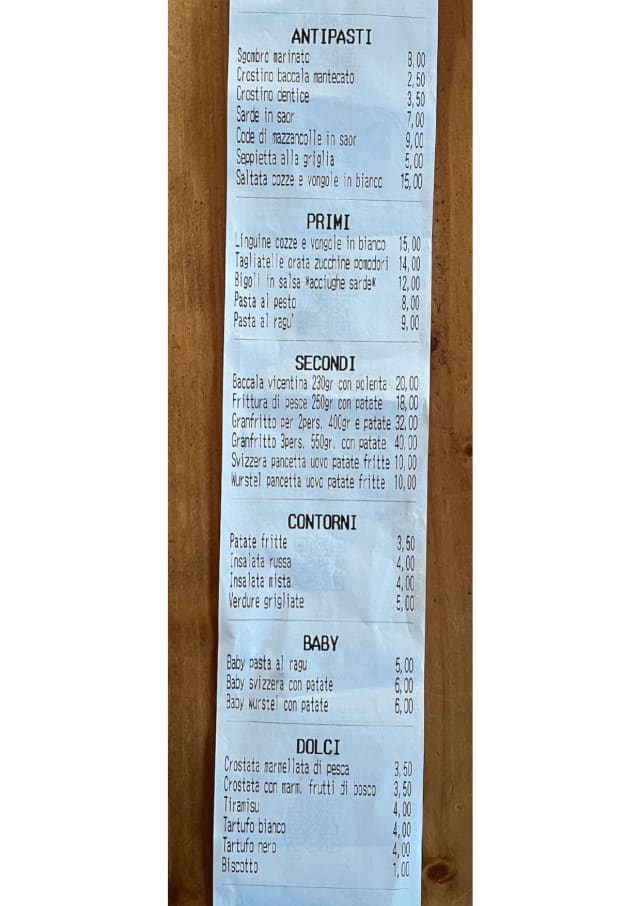 ANTIPASTI
Sgombro marinato 8,00
Crostino baccala mantecato 2,50
Crostino dentice 3,50
Sarde in saor 7,00
Code di mazzancolle in saor 9,00
Seppietta alla griglia 5,00
Saltata cozze e vongole in bianco 15,00
PRIMI
Linguine cozze e vongole in bianco 15,00
Tagliatelle orata zucchine pomodori 14,00
Bigoli in salsa *acciughe sarde* 12,00
Pasta al pesto 8,00
Pasta al ragu' 9,00
SECONDI
Baccala vicentina 230gr con polenta 20,00
Frittura di pesce 250gr con patate 18,00
Granfritto per 2pers. 400gr e patate 32,00
Granfritto 3pers. 550gr. con patate 40,00
Svizzera pancetta uovo patate fritte 10,00
Wurstel pancetta uovo patate fritte 10,00
CONTORNI
Patate fritte 3,50
Insalata russa 4,00
Insalata mista 4,00
Verdure grigliate 5,00
BABY
Baby pasta al ragu 5,00
Baby svizzera con patate 6,00
Baby wurstel con patate 6,00
DOLCI
Crostata marmellata di pesca 3,50
Crostata con marm. frutti di bosco 3,50
Tiramisu 4,00
Tartufo bianco 4,00
Tartufo nero 4,00
Biscotto 1,00